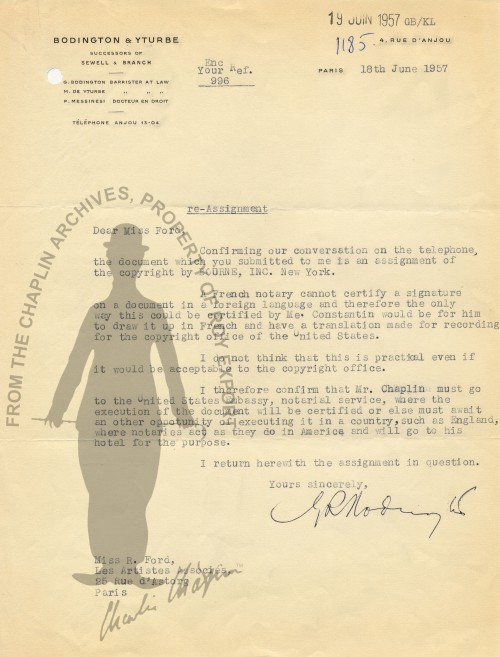 19 JUIN 1957 GB/KL
BODINGTON & YTURBE
SUCCESSORS OF
SEWELL & BRANCH
1185-
4, RUE D'ANJOU
G. BODINGTON BARRISTER AT LAW
M. DE YTURBE " " "
P. MESSINESI DOCTEUR EN DROIT
TÉLÉPHONE ANJOU 13-04
Enc
Your Ref.
996
PARIS 18th June 1957
re-Assignment
Dear Miss Ford,
Confirming our conversation on the telephone,
the document which you submitted to me is an assignment of
the copyright by BOURNE, INC. New York.
French notary cannot certify a signature
on a document in a foreign language and therefore the only
way this could be certified by Me. Constantin would be for him
to draw it up in French and have a translation made for recording
for the copyright office of the United States.
I do not think that this is practical even if
it would be acceptable to the copyright office.
I therefore confirm that Mr. Chaplin must go
to the United States Embassy, notarial service, where the
execution of the document will be certified or else must await
an other opportunity of executing it in a country, such as England,
where notaries act as they do in America and will go to his
hotel for the purpose.
I return herewith the assignment in question.
Yours sincerely,
Miss R. Ford,
Les Artistes Associés,
25 Rue d'Astorg
Paris
Charlie Chaplin
FROM THE CHAPLIN ARCHIVES, PROPERTY OF ROY EXPORT